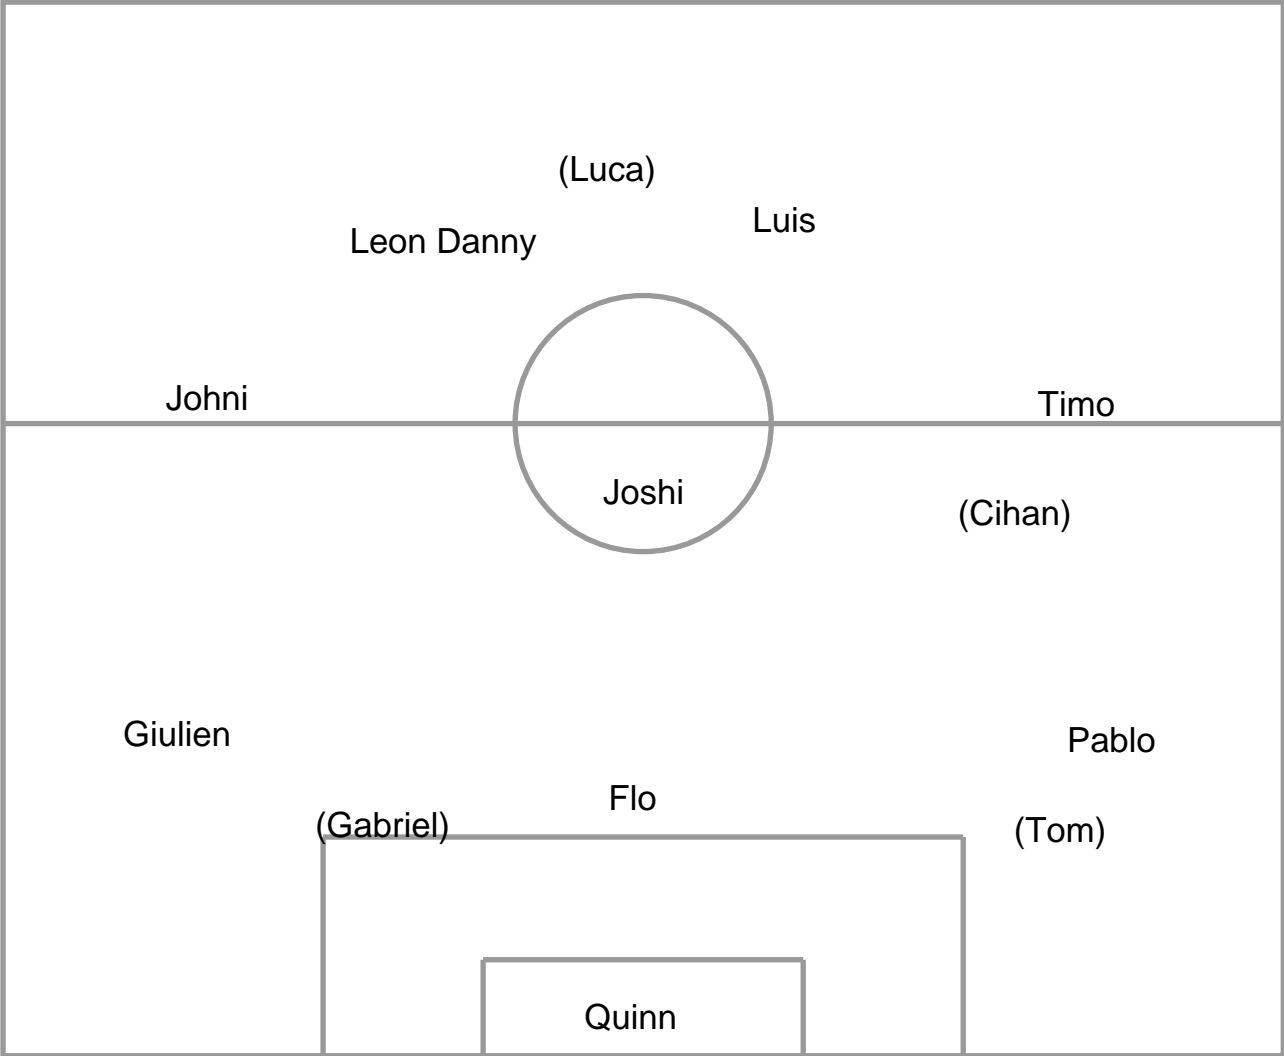 (Luca)
Luis
Leon Danny
Johni
Timo
Joshi
(Cihan)
Giulien
Pablo
Flo
(Gabriel)
(Tom)
Quinn